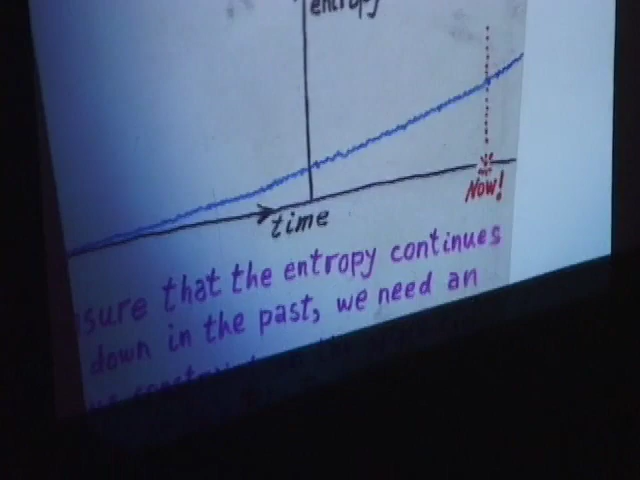 entropy
time
Now!
sure that the entropy continues
down in the past, we need an